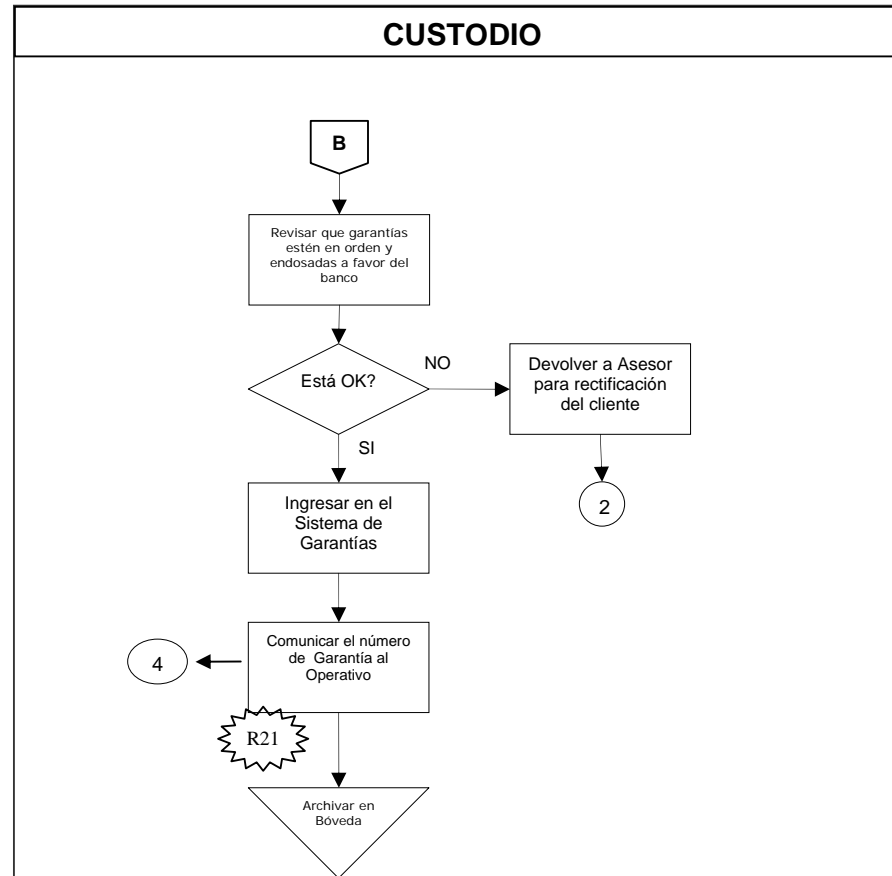 CUSTODIO
B
Revisar que garantías
estén en orden y
endosadas a favor del
banco
Está OK?
NO
Devolver a Asesor
para rectificación
del cliente
SI
2
Ingresar en el
Sistema de
Garantías
Comunicar el número
de Garantía al
Operativo
4
R21
Archivar en
Bóveda